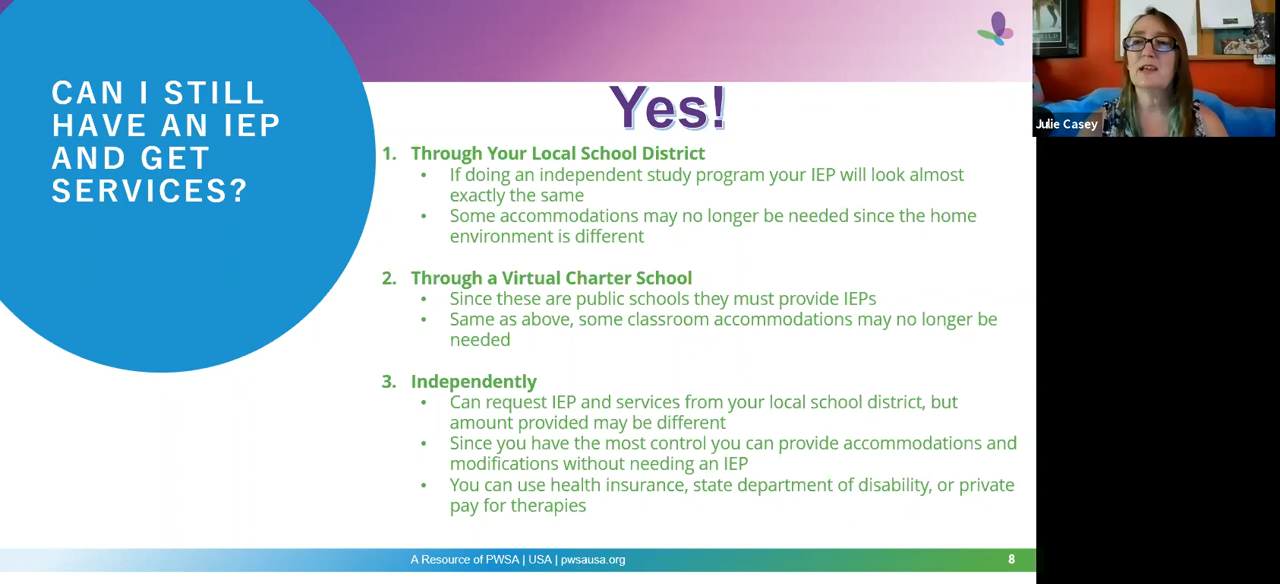 CAN I STILL
HAVE AN IEP
AND GET
SERVICES?
Yes!
1. Through Your Local School District
• If doing an independent study program your IEP will look almost
exactly the same
• Some accommodations may no longer be needed since the home
environment is different
2. Through a Virtual Charter School
• Since these are public schools they must provide IEPs
• Same as above, some classroom accommodations may no longer be
needed
3. Independently
• Can request IEP and services from your local school district, but
amount provided may be different
• Since you have the most control you can provide accommodations and
modifications without needing an IEP
• You can use health insurance, state department of disability, or private
pay for therapies
A Resource of PWSA | USA | pwsausa.org
8
Julie Casey